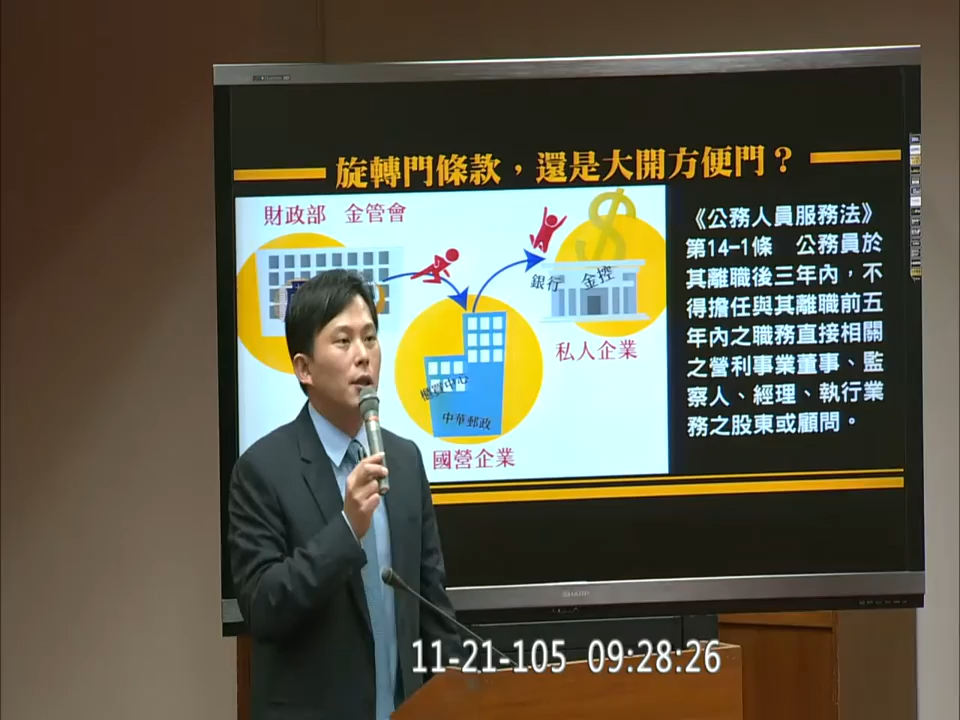 旋轉門條款，還是大開方便門？
財政部 金管會
銀行 金控
私人企業
中華郵政
國營企業
《公務人員服務法》
第14-1條 公務員於
其離職後三年內，不
得擔任與其離職前五
年內之職務直接相關
之營利事業董事、監
察人、經理、執行業
務之股東或顧問。
SHARP
11-21-105 09:28:26